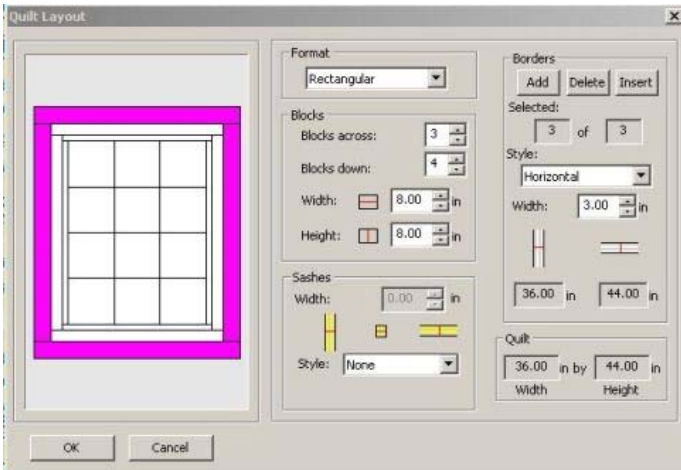 Quilt Layout
Format
Rectangular
Blocks
Blocks across: 3
Blocks down: 4
Width: 8.00 in
Height: 8.00 in
Sashes
Width: 0.00 in
Style: None
Borders
Add Delete Insert
Selected:
3 of 3
Style:
Horizontal
Width: 3.00 in
36.00 in 44.00 in
Quilt
36.00 in by 44.00 in
Width Height
OK Cancel